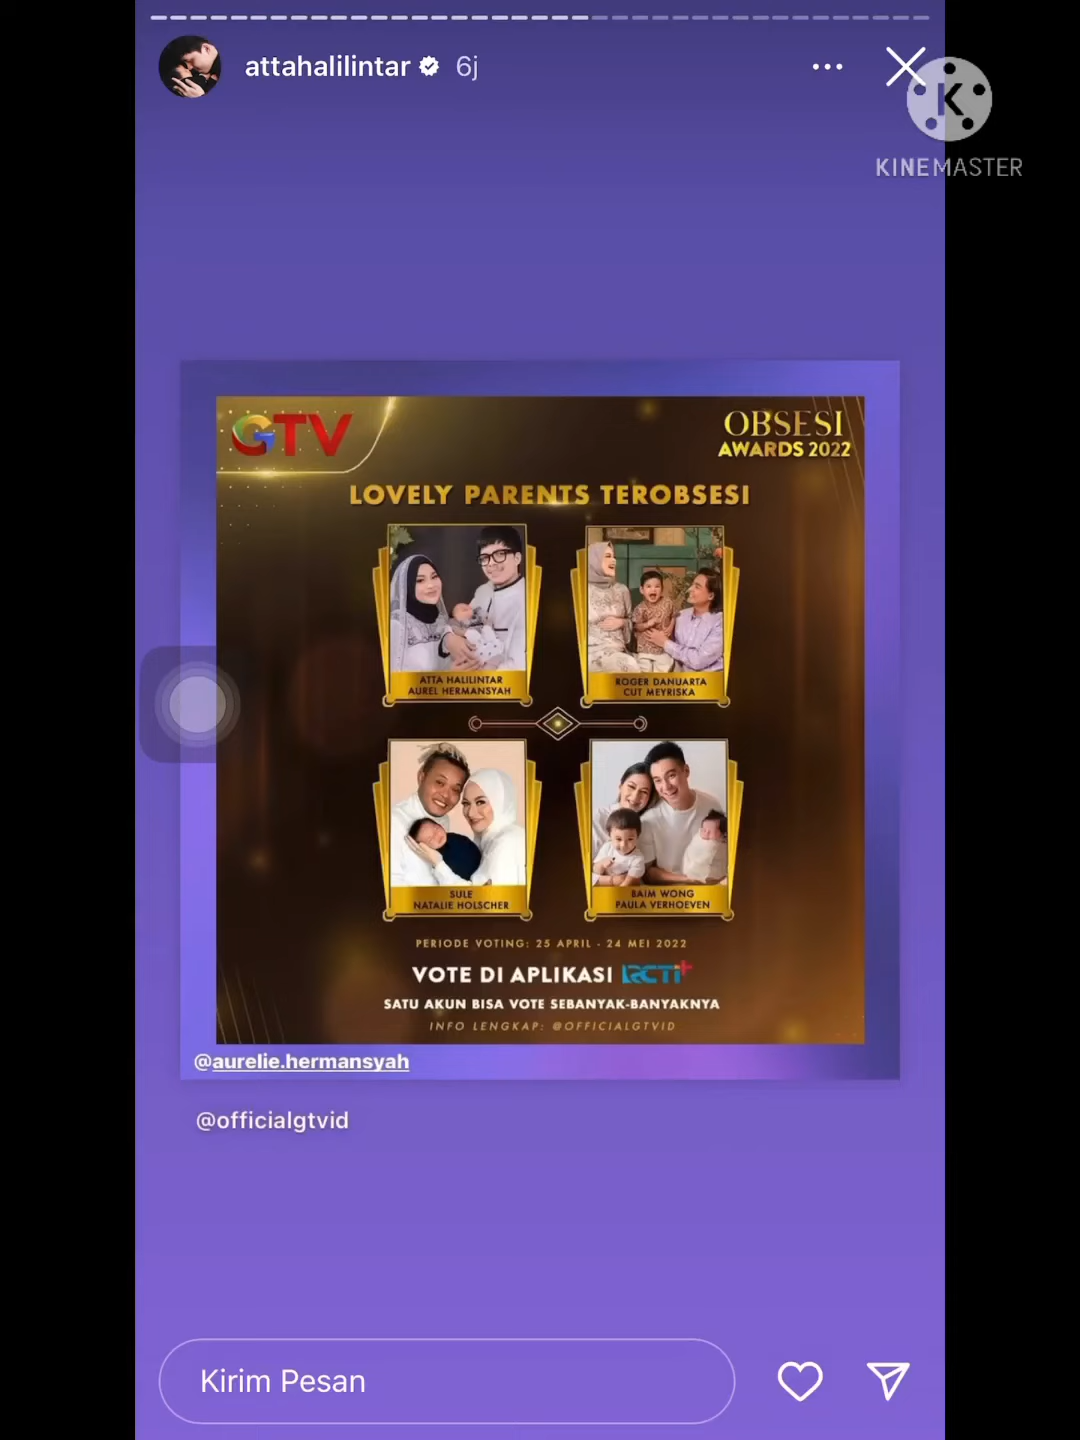 attahalilintar 6j
K
KINEMASTER
GTV
OBSESI
AWARDS 2022
LOVELY PARENTS TEROBSESI
ATTA HALILINTAR
AUREL HERMANSYAH
ROGER DANUARTA
CUT MEYRISKA
SULE
NATALIE HOLSCHER
BAIM WONG
PAULA VERHOEVEN
PERIODE VOTING: 25 APRIL - 24 MEI 2022
VOTE DI APLIKASI RCTI+
SATU AKUN BISA VOTE SEBANYAK-BANYAKNYA
INFO LENGKAP: @OFFICIALGTVID
@aurelie.hermansyah
@officialgtvid
Kirim Pesan